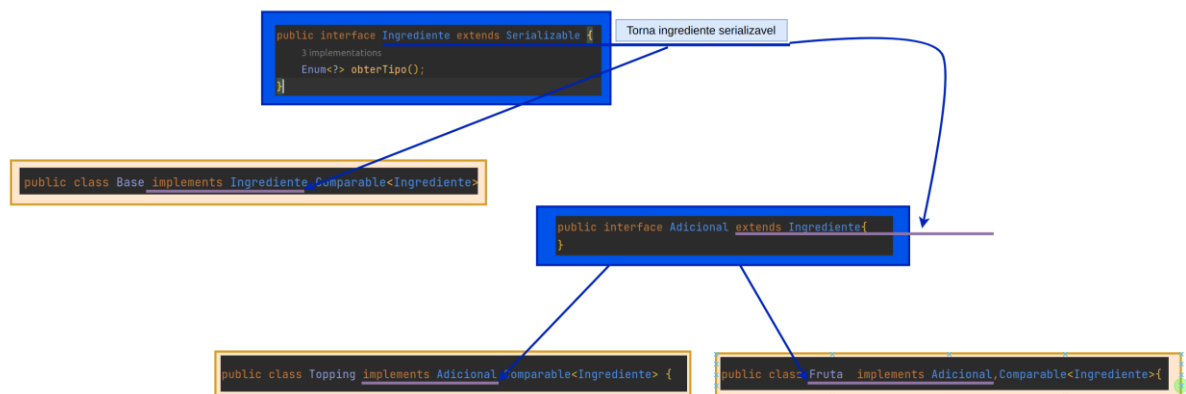 public interface Ingrediente extends Serializable {
Torna ingrediente serializavel
3 implementations
Enum<?> obterTipo();
}
public class Base implements Ingrediente,Comparable<Ingrediente>
public interface Adicional extends Ingrediente{
}
public class Topping implements Adicional,Comparable<Ingrediente> {
public class Fruta  implements Adicional,Comparable<Ingrediente>{